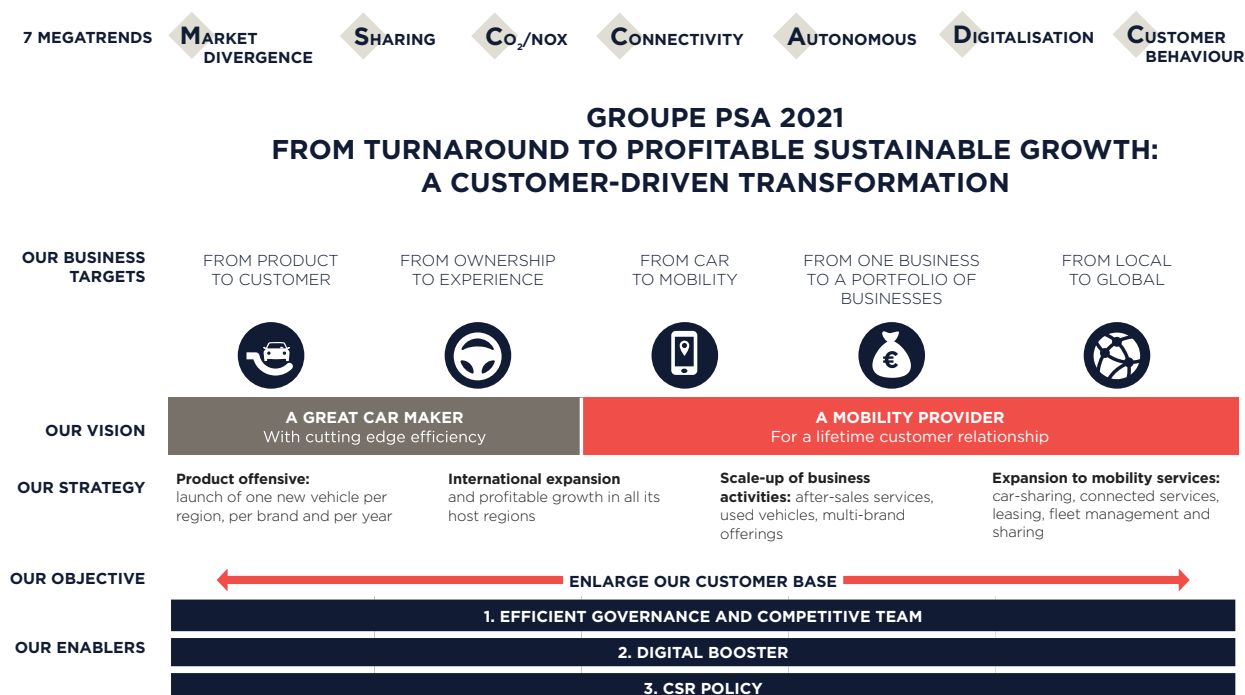 7 MEGATRENDS
MARKET DIVERGENCE
SHARING
CO₂/NOX
CONNECTIVITY
AUTONOMOUS
DIGITALISATION
CUSTOMER BEHAVIOUR
GROUPE PSA 2021
FROM TURNAROUND TO PROFITABLE SUSTAINABLE GROWTH:
A CUSTOMER-DRIVEN TRANSFORMATION
OUR BUSINESS
TARGETS
FROM PRODUCT
TO CUSTOMER
FROM OWNERSHIP
TO EXPERIENCE
FROM CAR
TO MOBILITY
FROM ONE BUSINESS
TO A PORTFOLIO OF
BUSINESSES
FROM LOCAL
TO GLOBAL
€
OUR VISION
A GREAT CAR MAKER
With cutting edge efficiency
A MOBILITY PROVIDER
For a lifetime customer relationship
OUR STRATEGY
Product offensive:
launch of one new vehicle per
region, per brand and per year
International expansion
and profitable growth in all its
host regions
Scale-up of business
activities: after-sales services,
used vehicles, multi-brand
offerings
Expansion to mobility services:
car-sharing, connected services,
leasing, fleet management and
sharing
OUR OBJECTIVE
ENLARGE OUR CUSTOMER BASE
OUR ENABLERS
1. EFFICIENT GOVERNANCE AND COMPETITIVE TEAM
2. DIGITAL BOOSTER
3. CSR POLICY